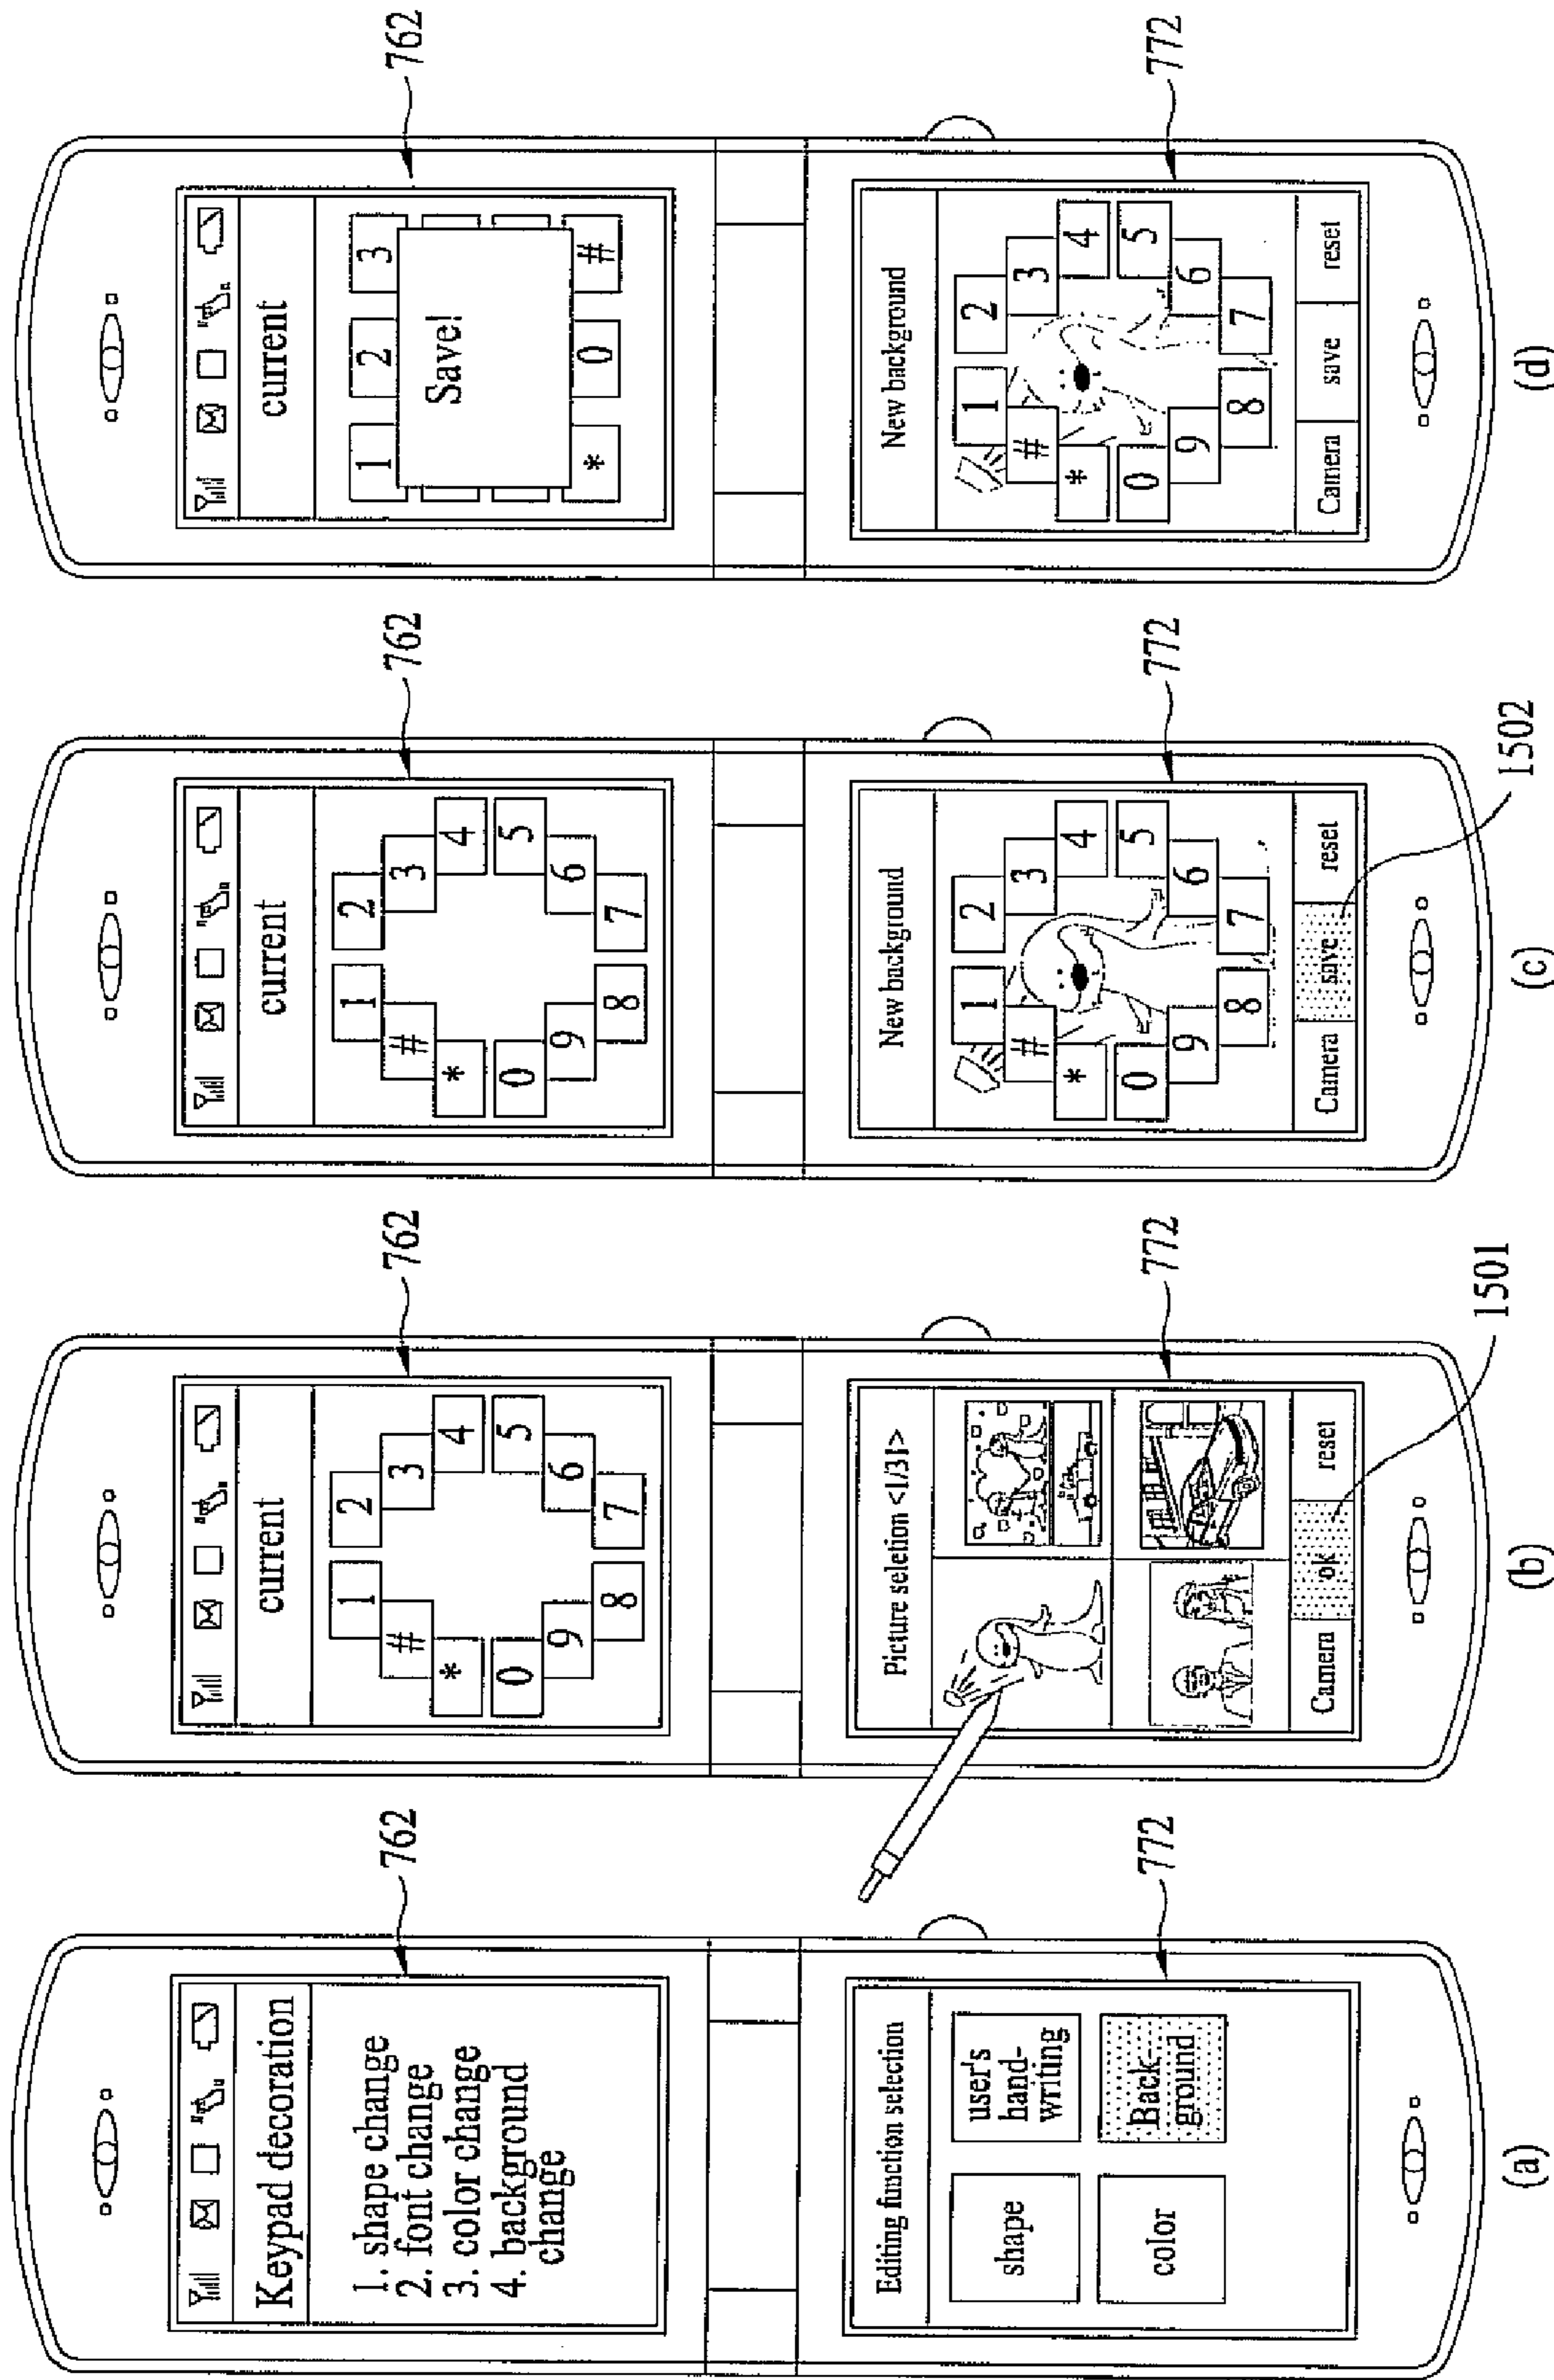 Keypad decoration
1. shape change
2. font change
3. color change
4. background
change
762
Editing function selection
shape
user's
hand-
writing
color
Back-
ground
772
(a)
current
1 2
# 3
* 4
0 5
9 6
8 7
762
Picture seletion <1/31>
Camera
ok
reset
772
1501
(b)
current
1 2
# 3
* 4
0 5
9 6
8 7
762
New background
1 2
# 3
* 4
0 5
9 6
8 7
Camera
save
reset
772
1502
(c)
current
1 2 3
Save!
* 0 #
762
New background
1 2
# 3
* 4
0 5
9 6
8 7
Camera
save
reset
772
(d)